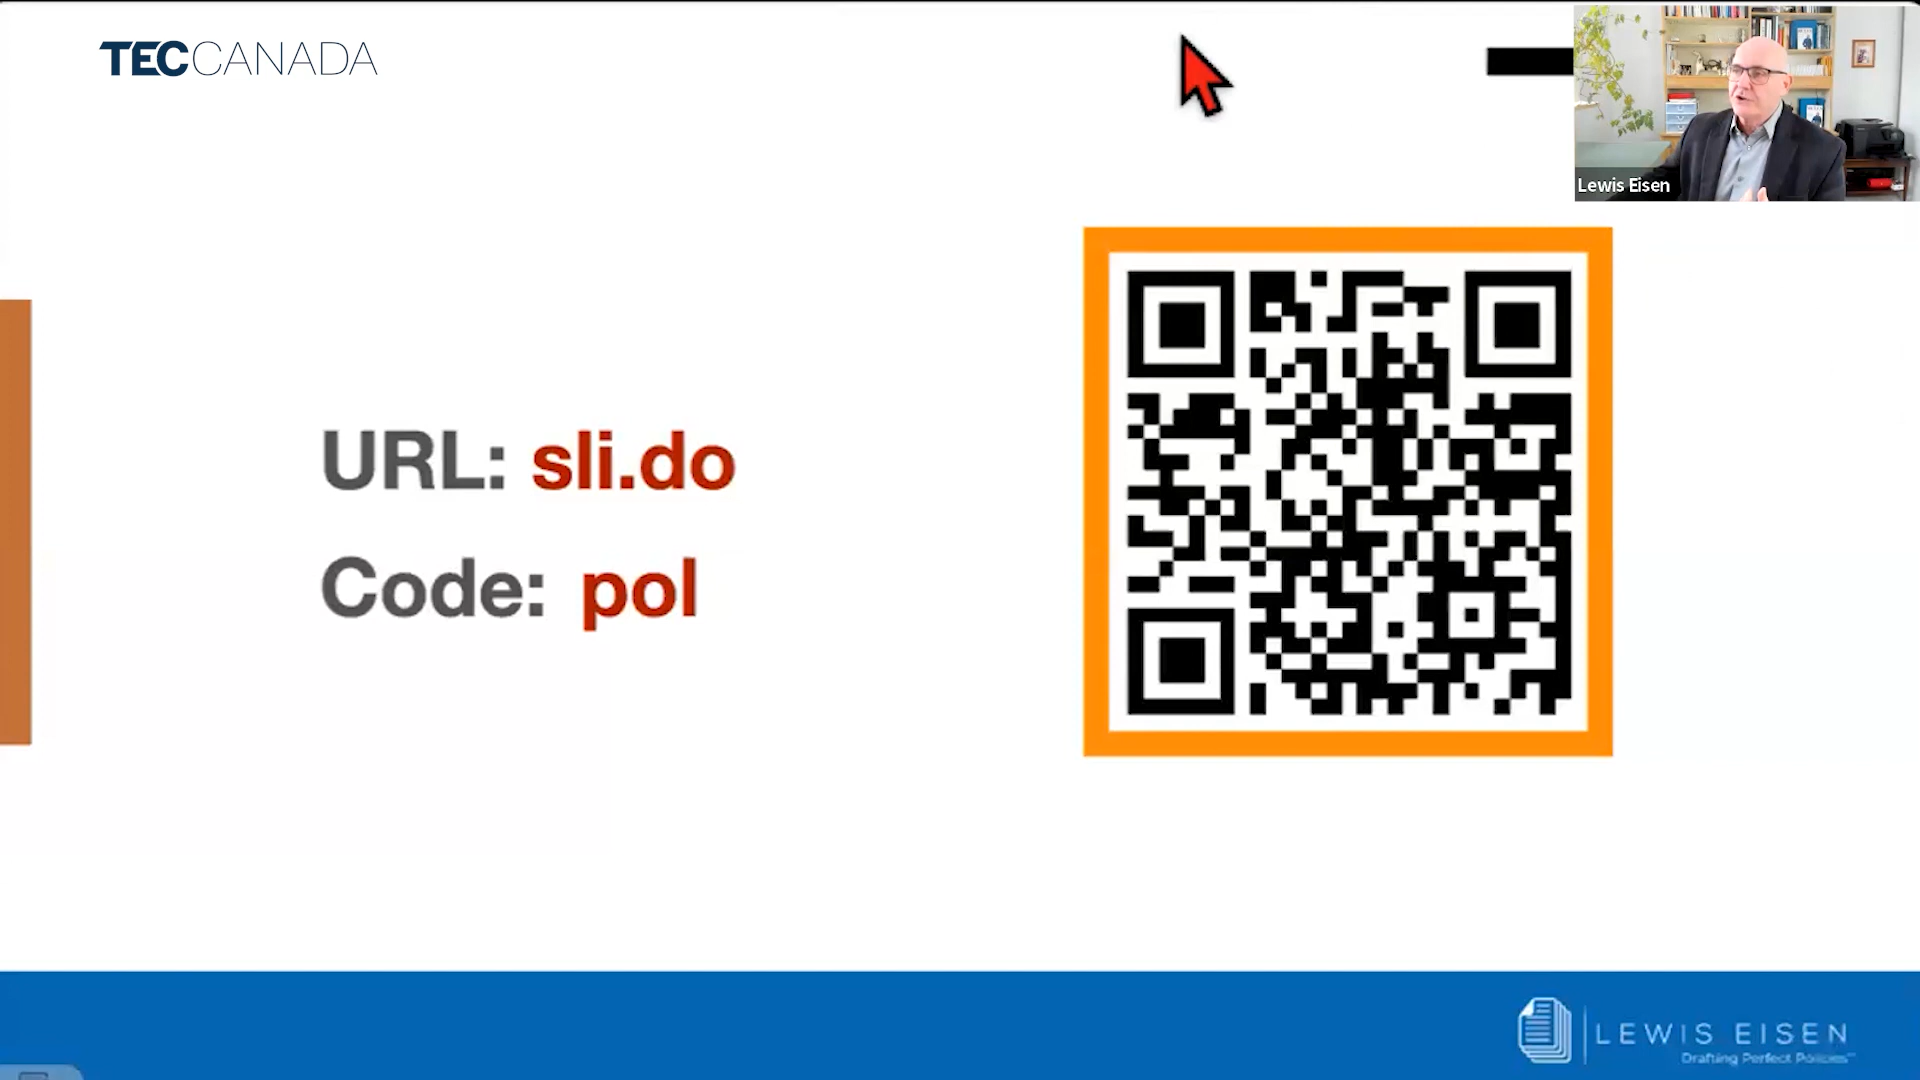 TECCANADA
Lewis Eisen
URL: sli.do
Code: pol
LEWIS EISEN
Drafting Perfect Policies™